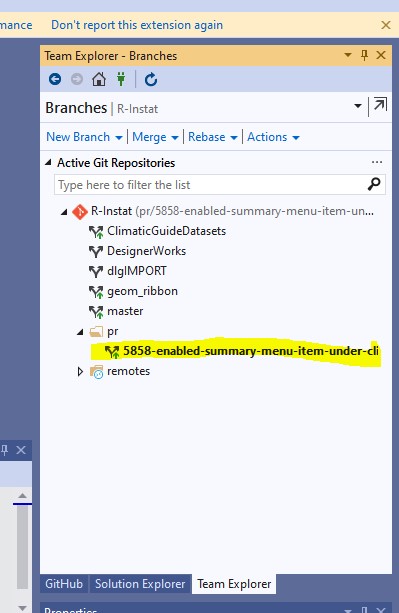 mance Don't report this extension again
Team Explorer - Branches
Branches | R-Instat
New Branch Merge Rebase Actions
Active Git Repositories ...
Type here to filter the list
R-Instat (pr/5858-enabled-summary-menu-item-un...
ClimaticGuideDatasets
DesignerWorks
dlgIMPORT
geom_ribbon
master
pr
5858-enabled-summary-menu-item-under-cli
remotes
GitHub Solution Explorer Team Explorer
Properties